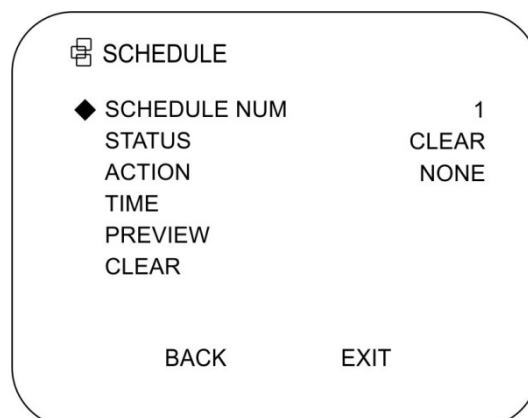 SCHEDULE
SCHEDULE NUM 1
STATUS CLEAR
ACTION NONE
TIME
PREVIEW
CLEAR
BACK EXIT